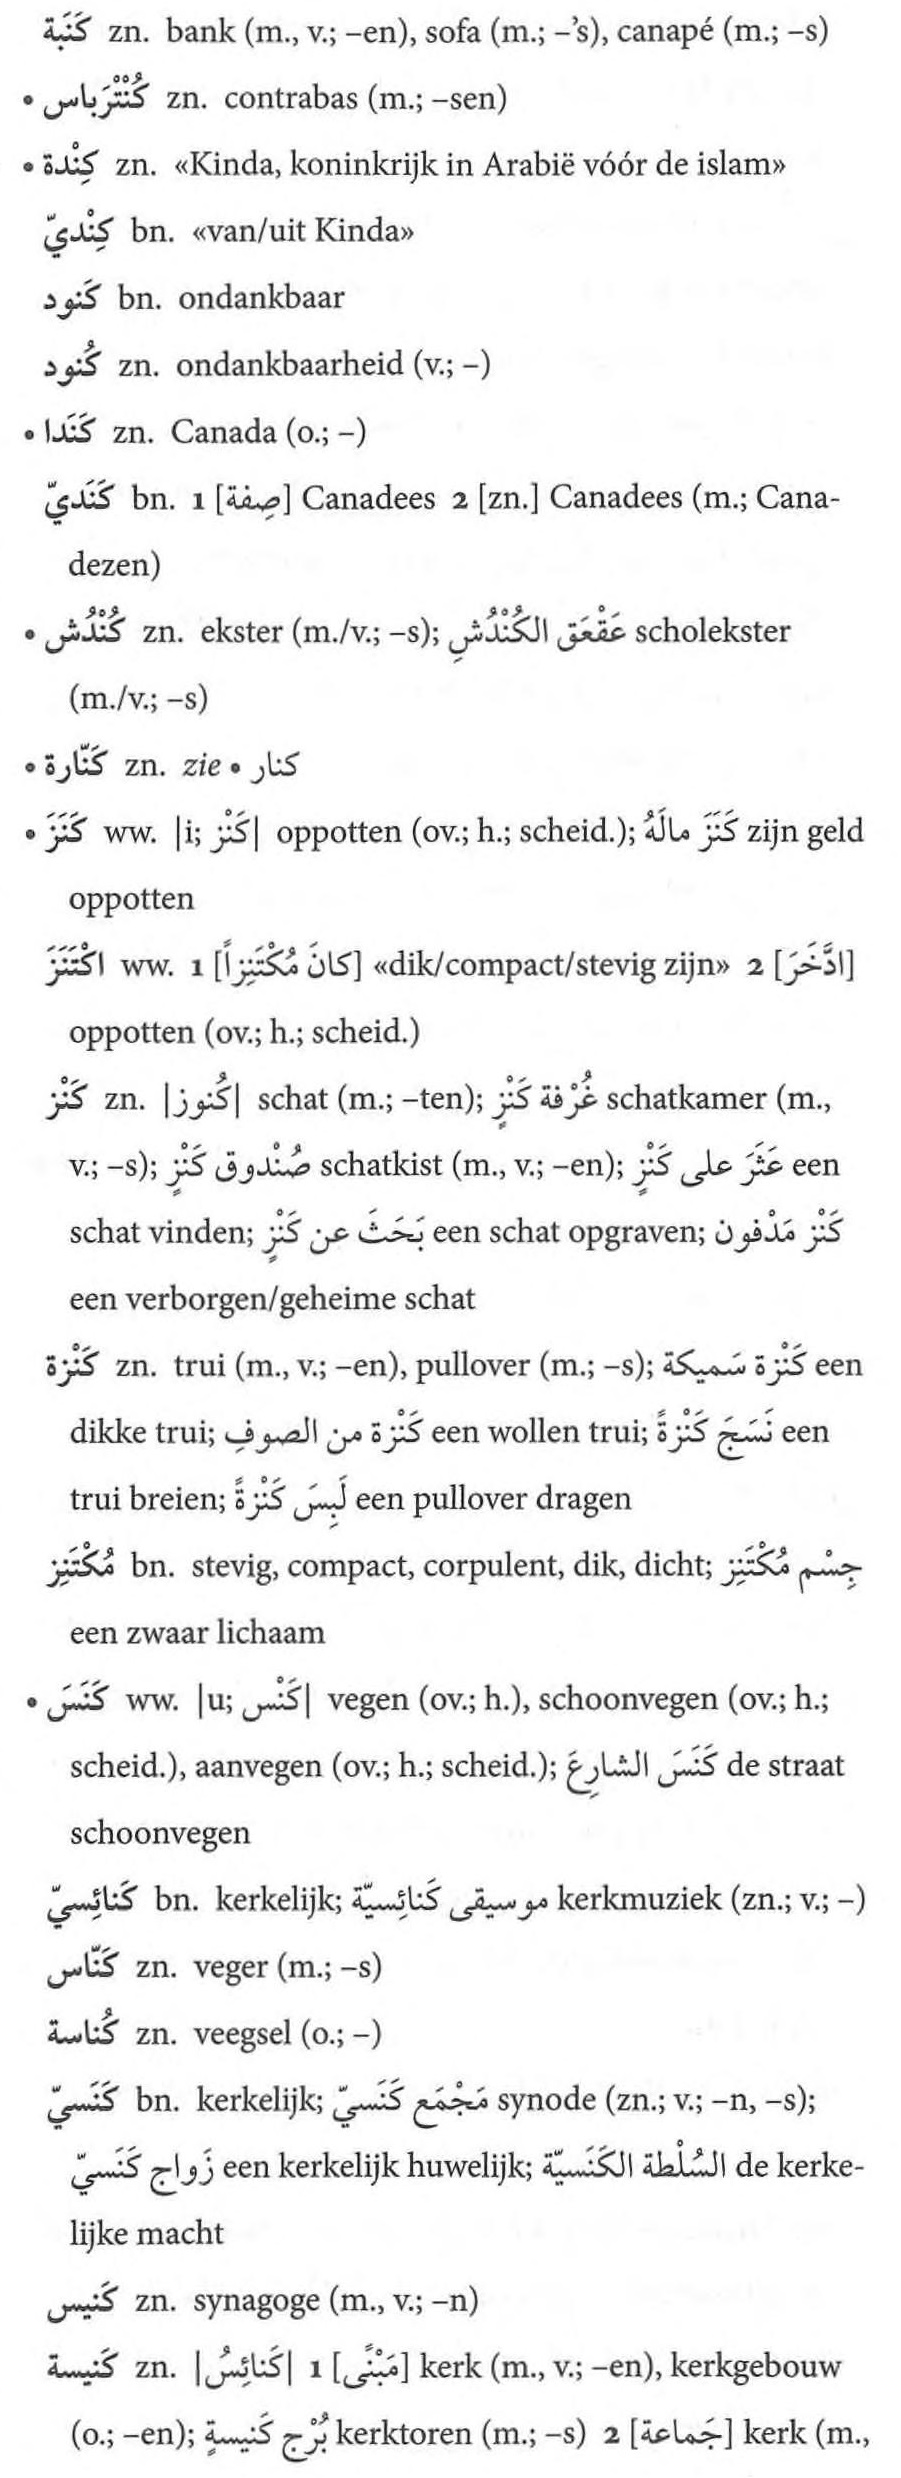 كَنَبة zn. bank (m., v.; –en), sofa (m.; –’s), canapé (m.; –s)
• كُنْتْرَباس zn. contrabas (m.; –sen)
• كِنْدة zn. «Kinda, koninkrijk in Arabië vóór de islam»
كِنْديّ bn. «van/uit Kinda»
كَنود bn. ondankbaar
كُنود zn. ondankbaarheid (v.; –)
• كَنَدا zn. Canada (o.; –)
كَنَديّ bn. 1 [صِفة] Canadees 2 [zn.] Canadees (m.; Cana-
dezen)
• كُنْدُش zn. ekster (m./v.; –s); عَقْعَق الكُنْدُشِ scholekster
(m./v.; –s)
• كَنّارة zn. zie • كنار
• كَنَزَ ww. |i; كَنْز| oppotten (ov.; h.; scheid.); كَنَزَ مالَهُ zijn geld
oppotten
اكْتَنَزَ ww. 1 [كانَ مُكْتَنِزاً] «dik/compact/stevig zijn» 2 [ادَّخَرَ]
oppotten (ov.; h.; scheid.)
كَنْز zn. |كُنوز| schat (m.; –ten); غُرْفة كَنْزٍ schatkamer (m.,
v.; –s); صُنْدوق كَنْزٍ schatkist (m., v.; –en); عَثَرَ على كَنْزٍ een
schat vinden; بَحَثَ عن كَنْزٍ een schat opgraven; كَنْز مَدْفون
een verborgen/geheime schat
كَنْزة zn. trui (m., v.; –en), pullover (m.; –s); كَنْزة سَميكة een
dikke trui; كَنْزة من الصوفِ een wollen trui; نَسَجَ كَنْزةً een
trui breien; لَبِسَ كَنْزةً een pullover dragen
مُكْتَنِز bn. stevig, compact, corpulent, dik, dicht; جِسْم مُكْتَنِز
een zwaar lichaam
• كَنَسَ ww. |u; كَنْس| vegen (ov.; h.), schoonvegen (ov.; h.;
scheid.), aanvegen (ov.; h.; scheid.); كَنَسَ الشارِعَ de straat
schoonvegen
كَنائِسيّ bn. kerkelijk; موسيقى كَنائِسيّة kerkmuziek (zn.; v.; –)
كَنّاس zn. veger (m.; –s)
كُناسة zn. veegsel (o.; –)
كَنَسيّ bn. kerkelijk; مَجْمَع كَنَسيّ synode (zn.; v.; –n, –s);
زَواج كَنَسيّ een kerkelijk huwelijk; السُلْطة الكَنَسيّة de kerke-
lijke macht
كَنيس zn. synagoge (m., v.; –n)
كَنيسة zn. |كَنائِسُ| 1 [مَبْنًى] kerk (m., v.; –en), kerkgebouw
(o.; –en); بُرْج كَنيسةٍ kerktoren (m.; –s) 2 [جَماعة] kerk (m.,